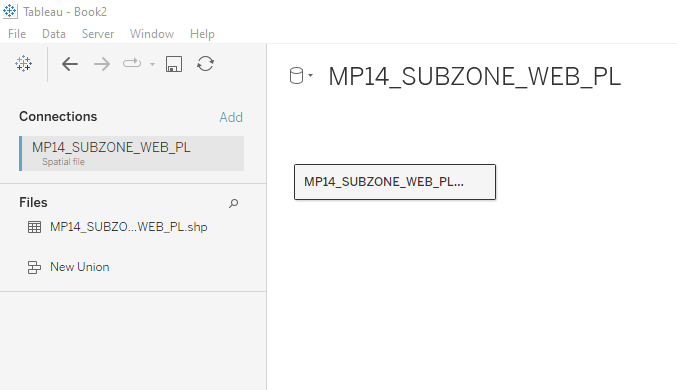 Tableau - Book2
File Data Server Window Help
MP14_SUBZONE_WEB_PL
Connections Add
MP14_SUBZONE_WEB_PL
Spatial file
MP14_SUBZONE_WEB_PL...
Files
MP14_SUBZO...WEB_PL.shp
New Union